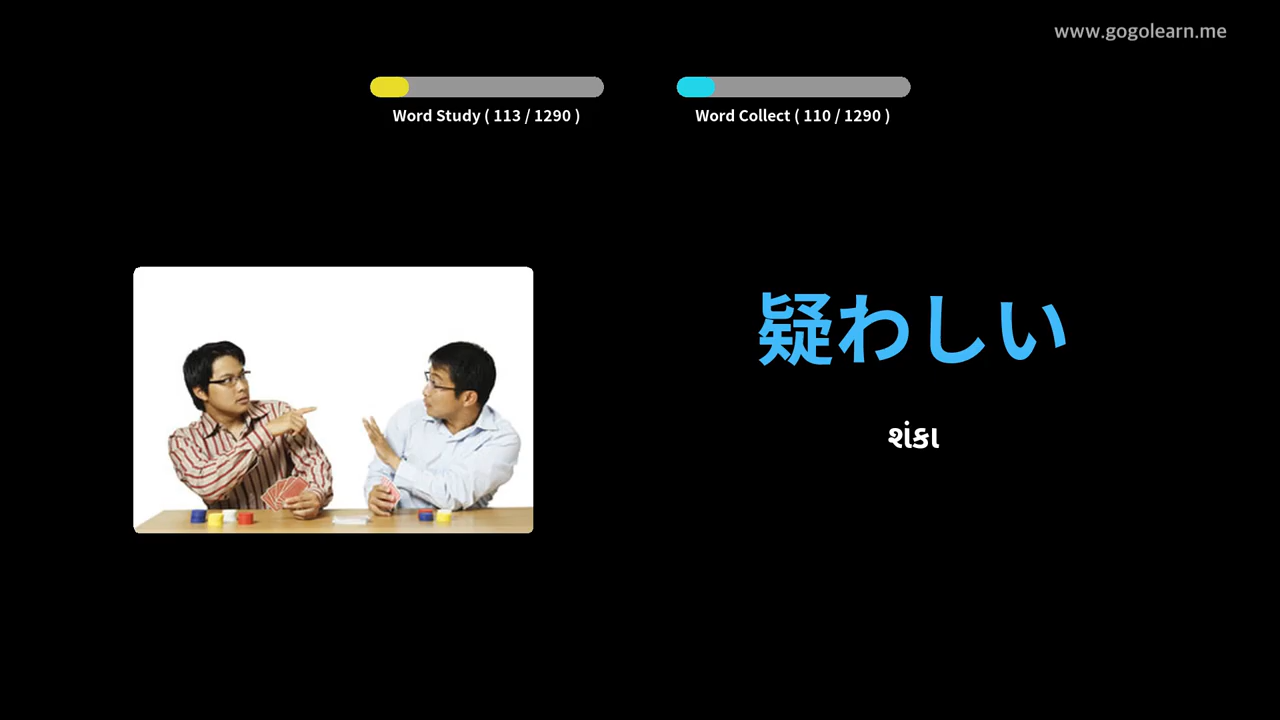 www.gogolearn.me
Word Study ( 113 / 1290 )
Word Collect ( 110 / 1290 )
疑わしい
શંકા